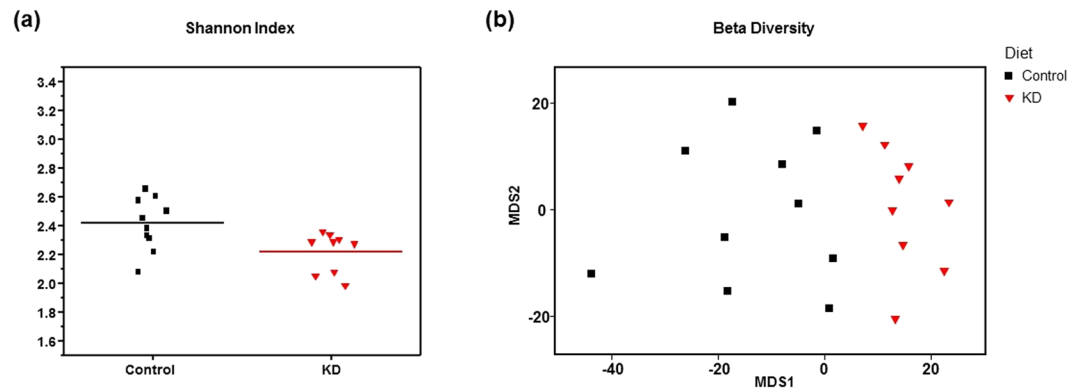 (a)
Shannon Index
3.4
3.2
3.0
2.8
2.6
2.4
2.2
2.0
1.8
1.6
Control KD
(b)
Beta Diversity
Diet
Control
KD
MDS2
20
0
-20
-40 -20 0 20
MDS1